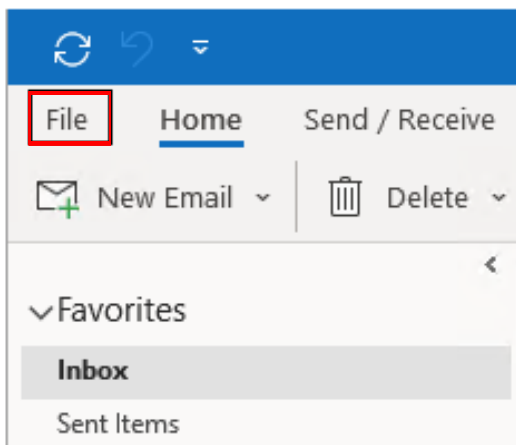 File Home Send / Receive
New Email Delete
Favorites
Inbox
Sent Items